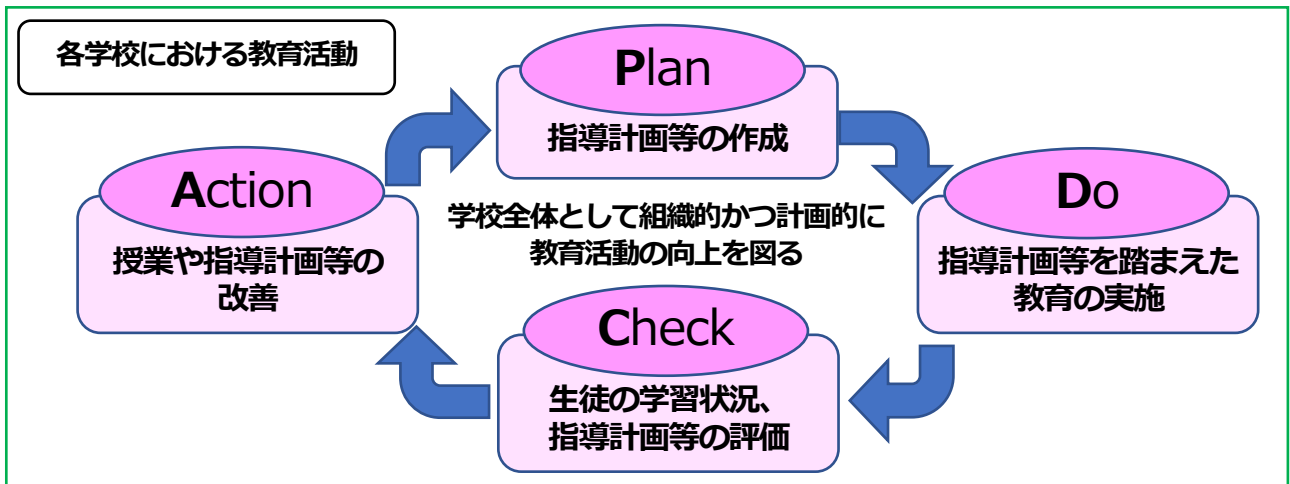 各学校における教育活動
Plan
指導計画等の作成
Action
授業や指導計画等の
改善
学校全体として組織的かつ計画的に
教育活動の向上を図る
Do
指導計画等を踏まえた
教育の実施
Check
生徒の学習状況、
指導計画等の評価